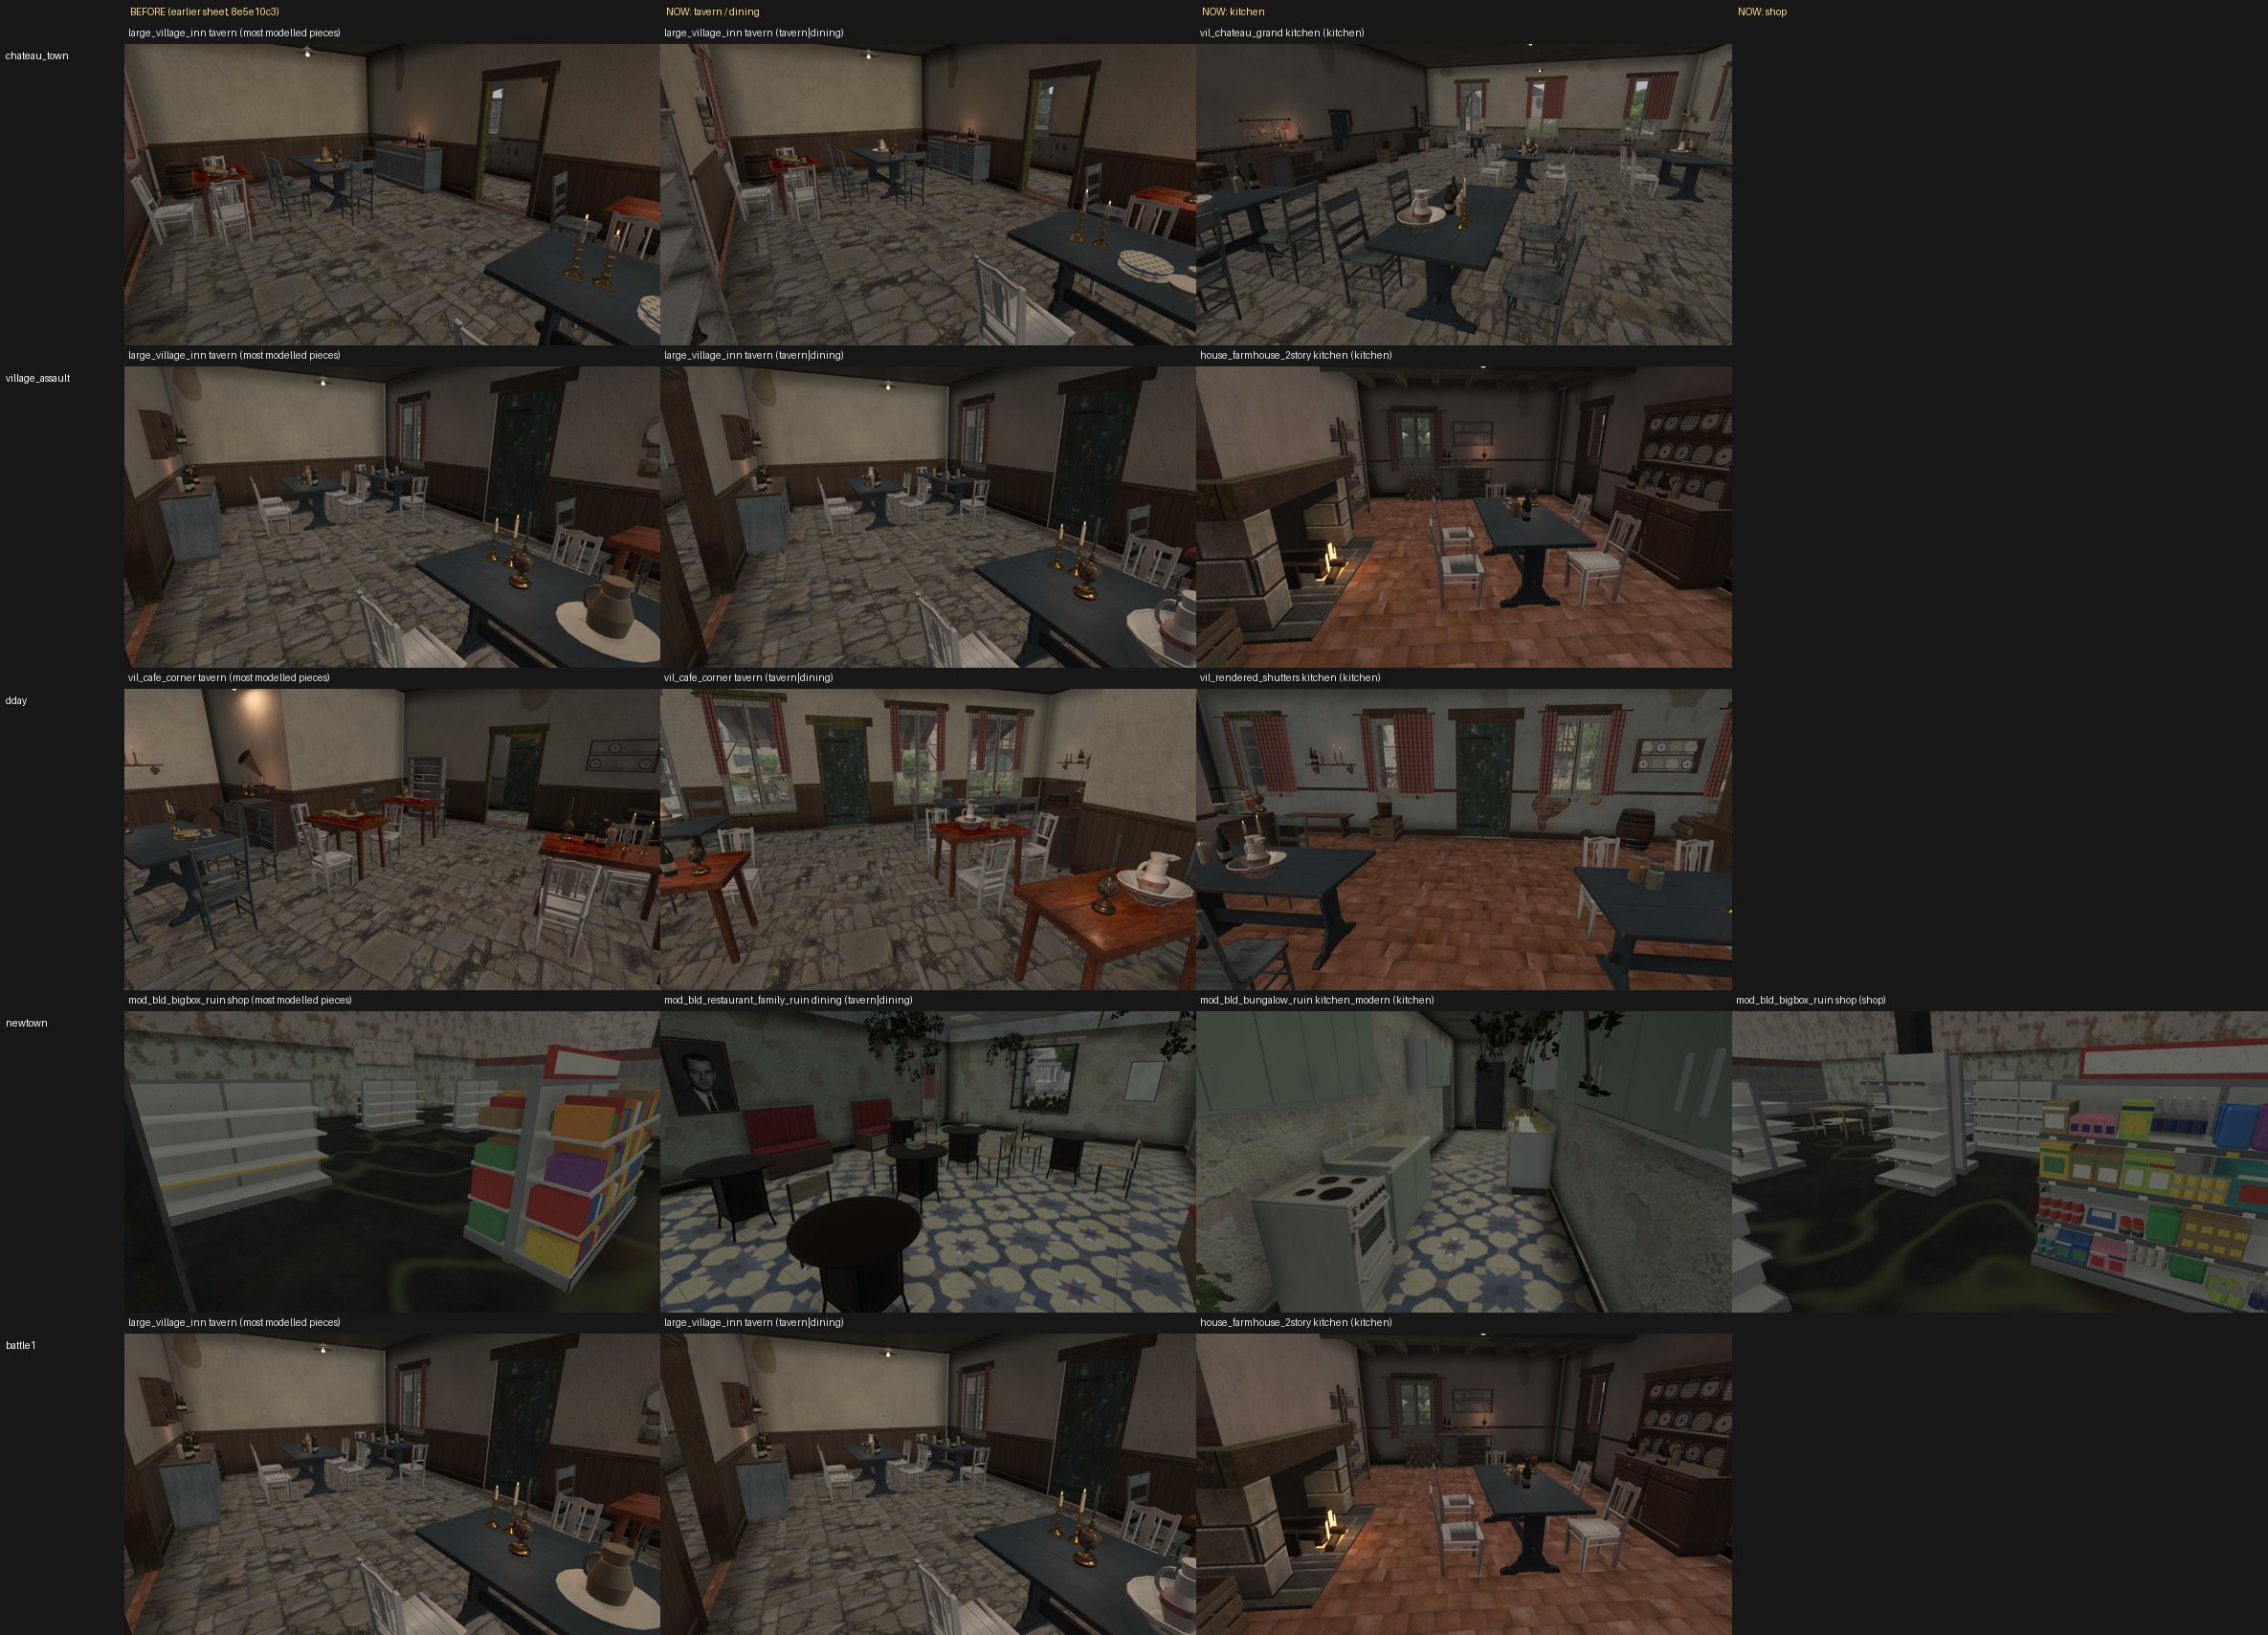 BEFORE (earlier sheet, 8e5e10c3)
NOW: tavern / dining
NOW: kitchen
NOW: shop
large_village_inn tavern (most modelled pieces)
large_village_inn tavern (tavern|dining)
vil_chateau_grand kitchen (kitchen)
chateau_town
large_village_inn tavern (most modelled pieces)
large_village_inn tavern (tavern|dining)
house_farmhouse_2story kitchen (kitchen)
village_assault
vil_cafe_corner tavern (most modelled pieces)
vil_cafe_corner tavern (tavern|dining)
vil_rendered_shutters kitchen (kitchen)
dday
mod_bld_bigbox_ruin shop (most modelled pieces)
mod_bld_restaurant_family_ruin dining (tavern|dining)
mod_bld_bungalow_ruin kitchen_modern (kitchen)
mod_bld_bigbox_ruin shop (shop)
newtown
large_village_inn tavern (most modelled pieces)
large_village_inn tavern (tavern|dining)
house_farmhouse_2story kitchen (kitchen)
battle1